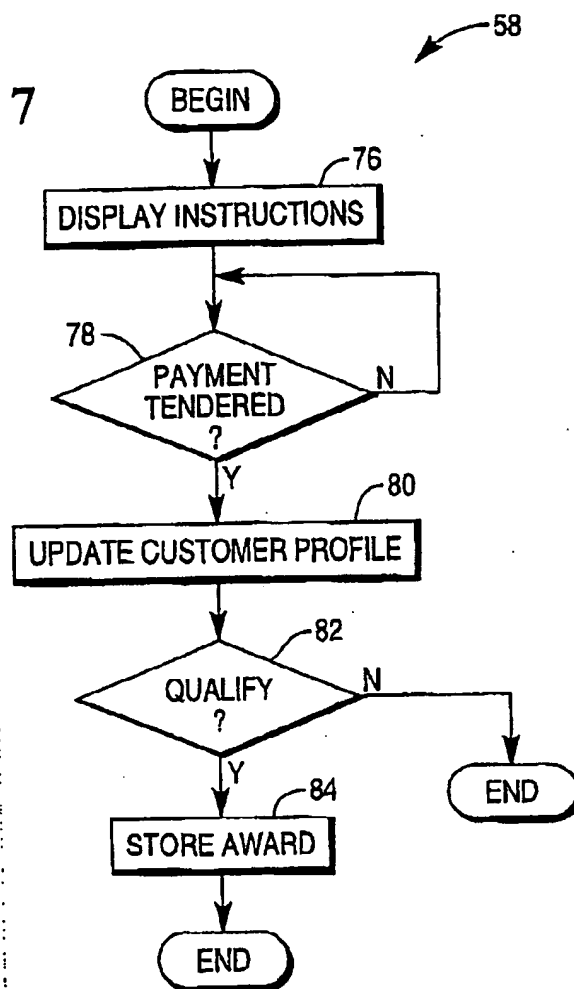 58
7
BEGIN
76
DISPLAY INSTRUCTIONS
78
PAYMENT
TENDERED
?
N
Y
80
UPDATE CUSTOMER PROFILE
82
QUALIFY
?
N
Y
84
END
STORE AWARD
END